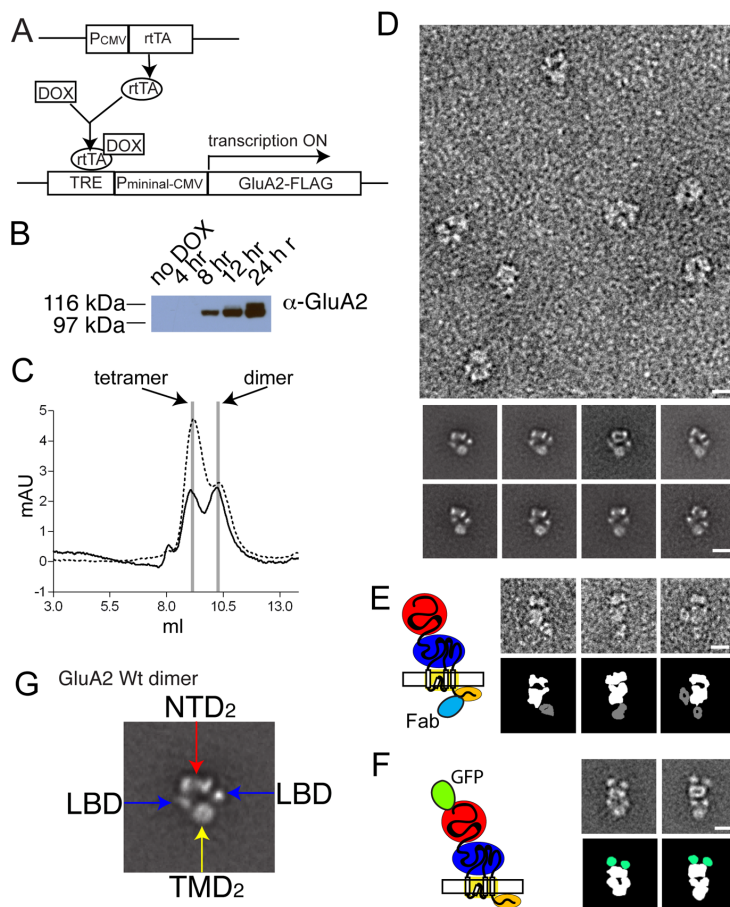 A
PCMV rtTA
DOX
rtTA
DOX
rtTA
transcription ON
TRE Pmininal-CMV GluA2-FLAG
B
no DOX
4 hr
8 hr
12 hr
24 h r
116 kDa
97 kDa
α-GluA2
C
tetramer dimer
5
4
3
2
1
0
-1
mAU
3.0 5.5 8.0 10.5 13.0
ml
D
E
Fab
F
GFP
G GluA2 Wt dimer
NTD2
LBD LBD
TMD2